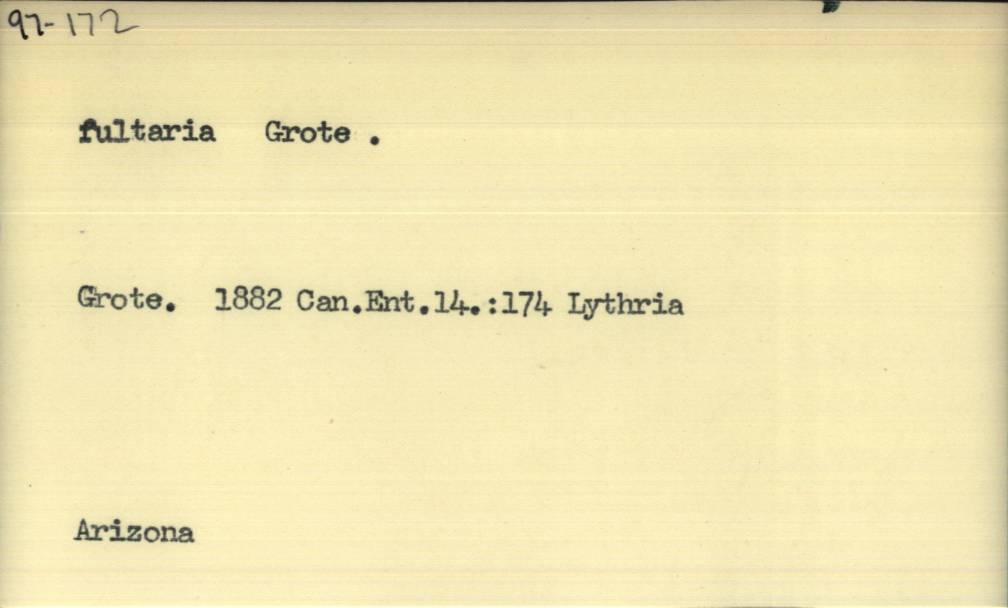 97-172
fultaria Grote .
Grote. 1882 Can.Ent.14.:174 Lythria
Arizona